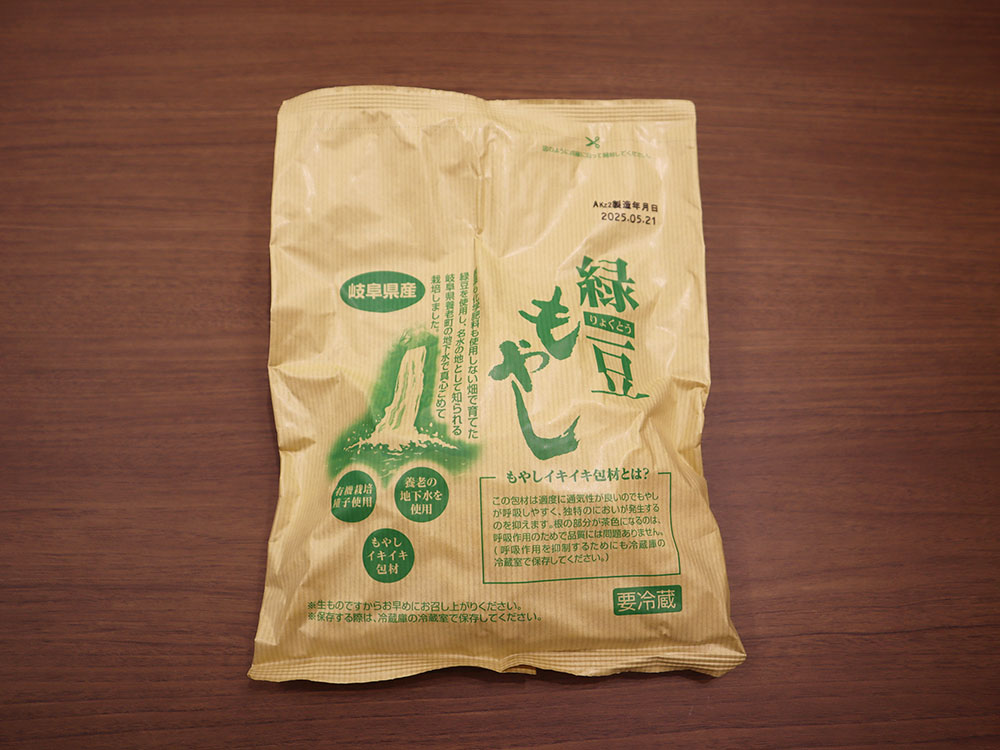 AKz2製造年月日
2025.05.21
緑豆
りょくとう
もやし
岐阜県産
肥料も使用しない畑で育てた
緑豆を使用し、名水の地として知られる
岐阜県養老町の地下水で真心こめて
栽培しました。
有機栽培
種子使用
養老の
地下水を
使用
もやし
イキイキ
包材
もやしイキイキ包材とは?
この包材は適度に通気性が良いのでもやし
が呼吸しやすく、独特のにおいが発生する
のを抑えます。根の部分が茶色になるのは、
呼吸作用のためで品質には問題ありません。
(呼吸作用を抑制するためにも冷蔵庫の
冷蔵室で保存してください。)
要冷蔵
※生ものですからお早めにお召し上がりください。
※保存する際は、冷蔵庫の冷蔵室で保存してください。